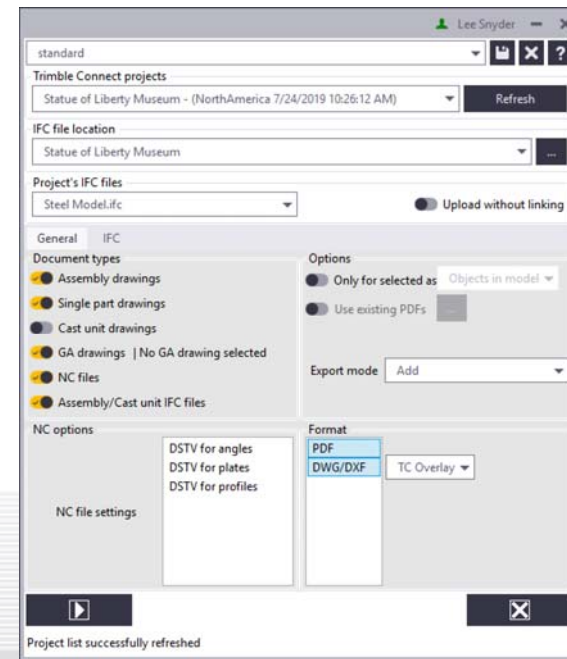 Lee Snyder
standard
?
Trimble Connect projects
Statue of Liberty Museum - (NorthAmerica 7/24/2019 10:26:12 AM)
Refresh
IFC file location
Statue of Liberty Museum
...
Project's IFC files
Steel Model.ifc
Upload without linking
General IFC
Document types
Assembly drawings
Single part drawings
Cast unit drawings
GA drawings | No GA drawing selected
NC files
Assembly/Cast unit IFC files
Options
Only for selected as Objects in model
Use existing PDFs ...
Export mode Add
NC options
NC file settings
DSTV for angles
DSTV for plates
DSTV for profiles
Format
PDF
DWG/DXF
TC Overlay
Project list successfully refreshed